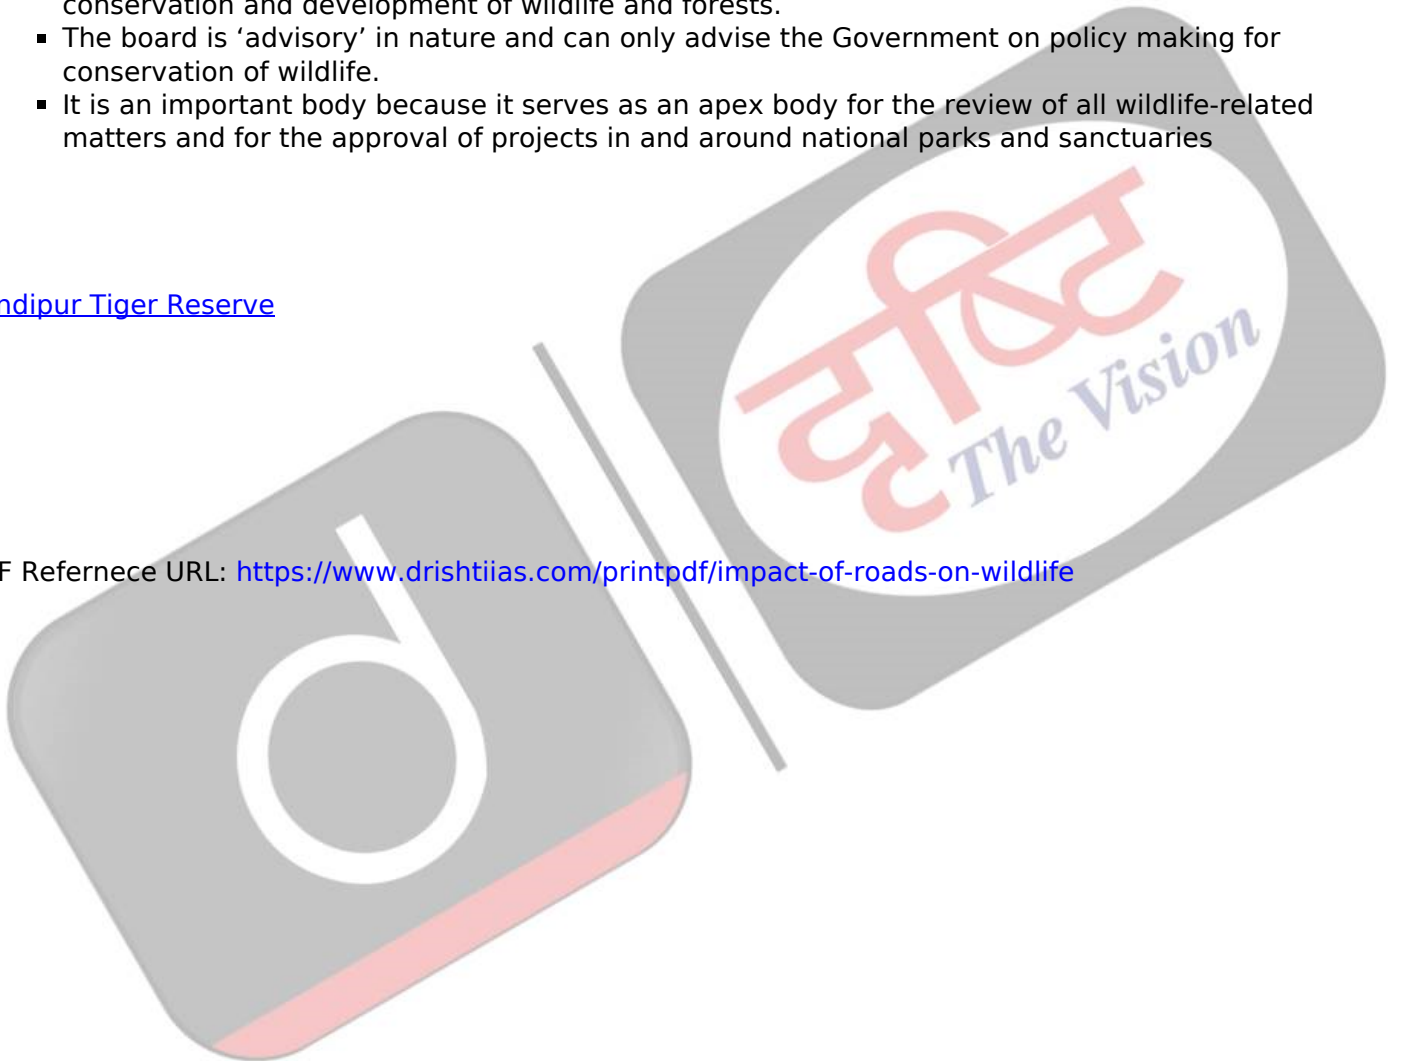 conservation and development of wildlife and forests.
▪ The board is ‘advisory’ in nature and can only advise the Government on policy making for
conservation of wildlife.
▪ It is an important body because it serves as an apex body for the review of all wildlife-related
matters and for the approval of projects in and around national parks and sanctuaries
दृष्टि
The Vision
ndipur Tiger Reserve
d
F Refernece URL: https://www.drishtiias.com/printpdf/impact-of-roads-on-wildlife